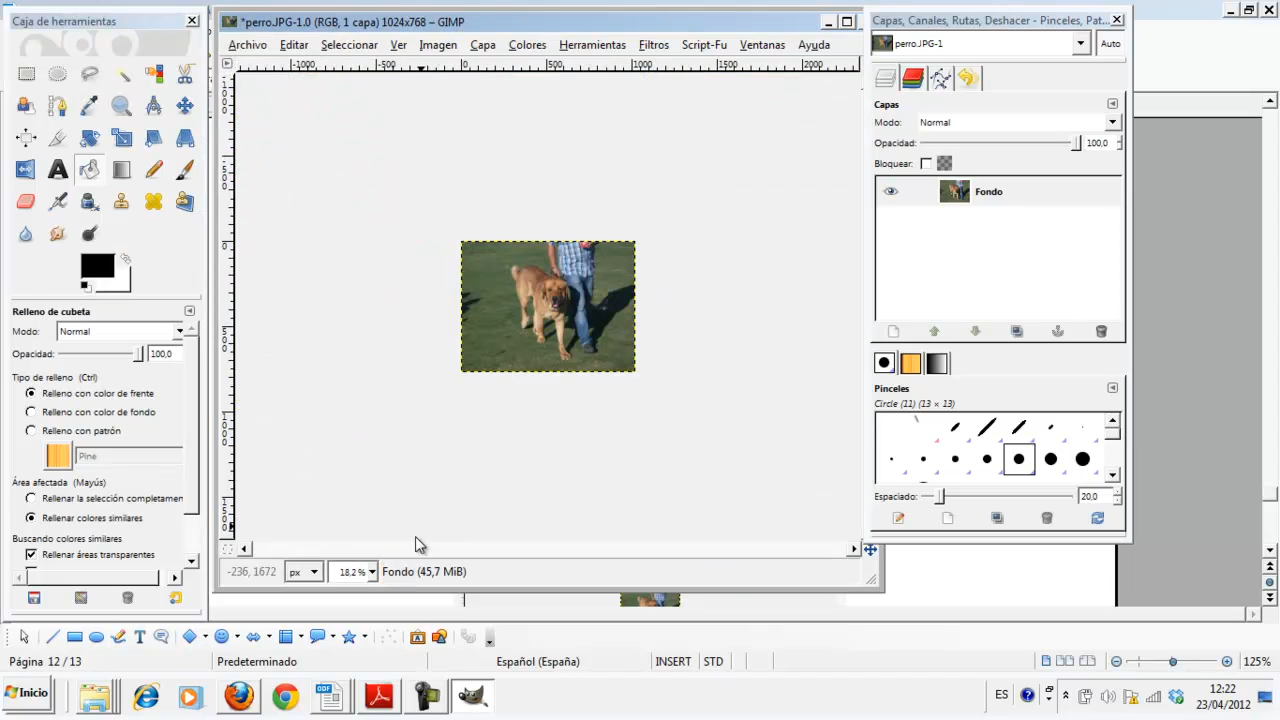 Caja de herramientas
*perro.JPG-1.0 (RGB, 1 capa) 1024x768 – GIMP
Capas, Canales, Rutas, Deshacer - Pinceles, Pat...
Archivo Editar Seleccionar Ver Capa Imagen Colores Herramientas Filtros Script-Fu Ventanas Ayuda
perro.JPG-1
Auto
-1000 -500 0 500 1000 2000
Capas
Modo: Normal
Opacidad: 100,0
Bloquear:
Fondo
Relleno de cubeta
Modo: Normal
Opacidad: 100,0
Tipo de relleno (Ctrl)
Relleno con color de frente
Relleno con color de fondo
Relleno con patrón
Pine
Área afectada (Mayús)
Rellenar la selección completamen
Rellenar colores similares
Buscando colores similares
Rellenar áreas transparentes
Pinceles
Circle (11) (13 × 13)
Espaciado: 20,0
-236, 1672 px 18.2 % Fondo (45,7 MiB)
Página 12 / 13 Predeterminado Español (España) INSERT STD 125%
Inicio
ES
12:22
23/04/2012